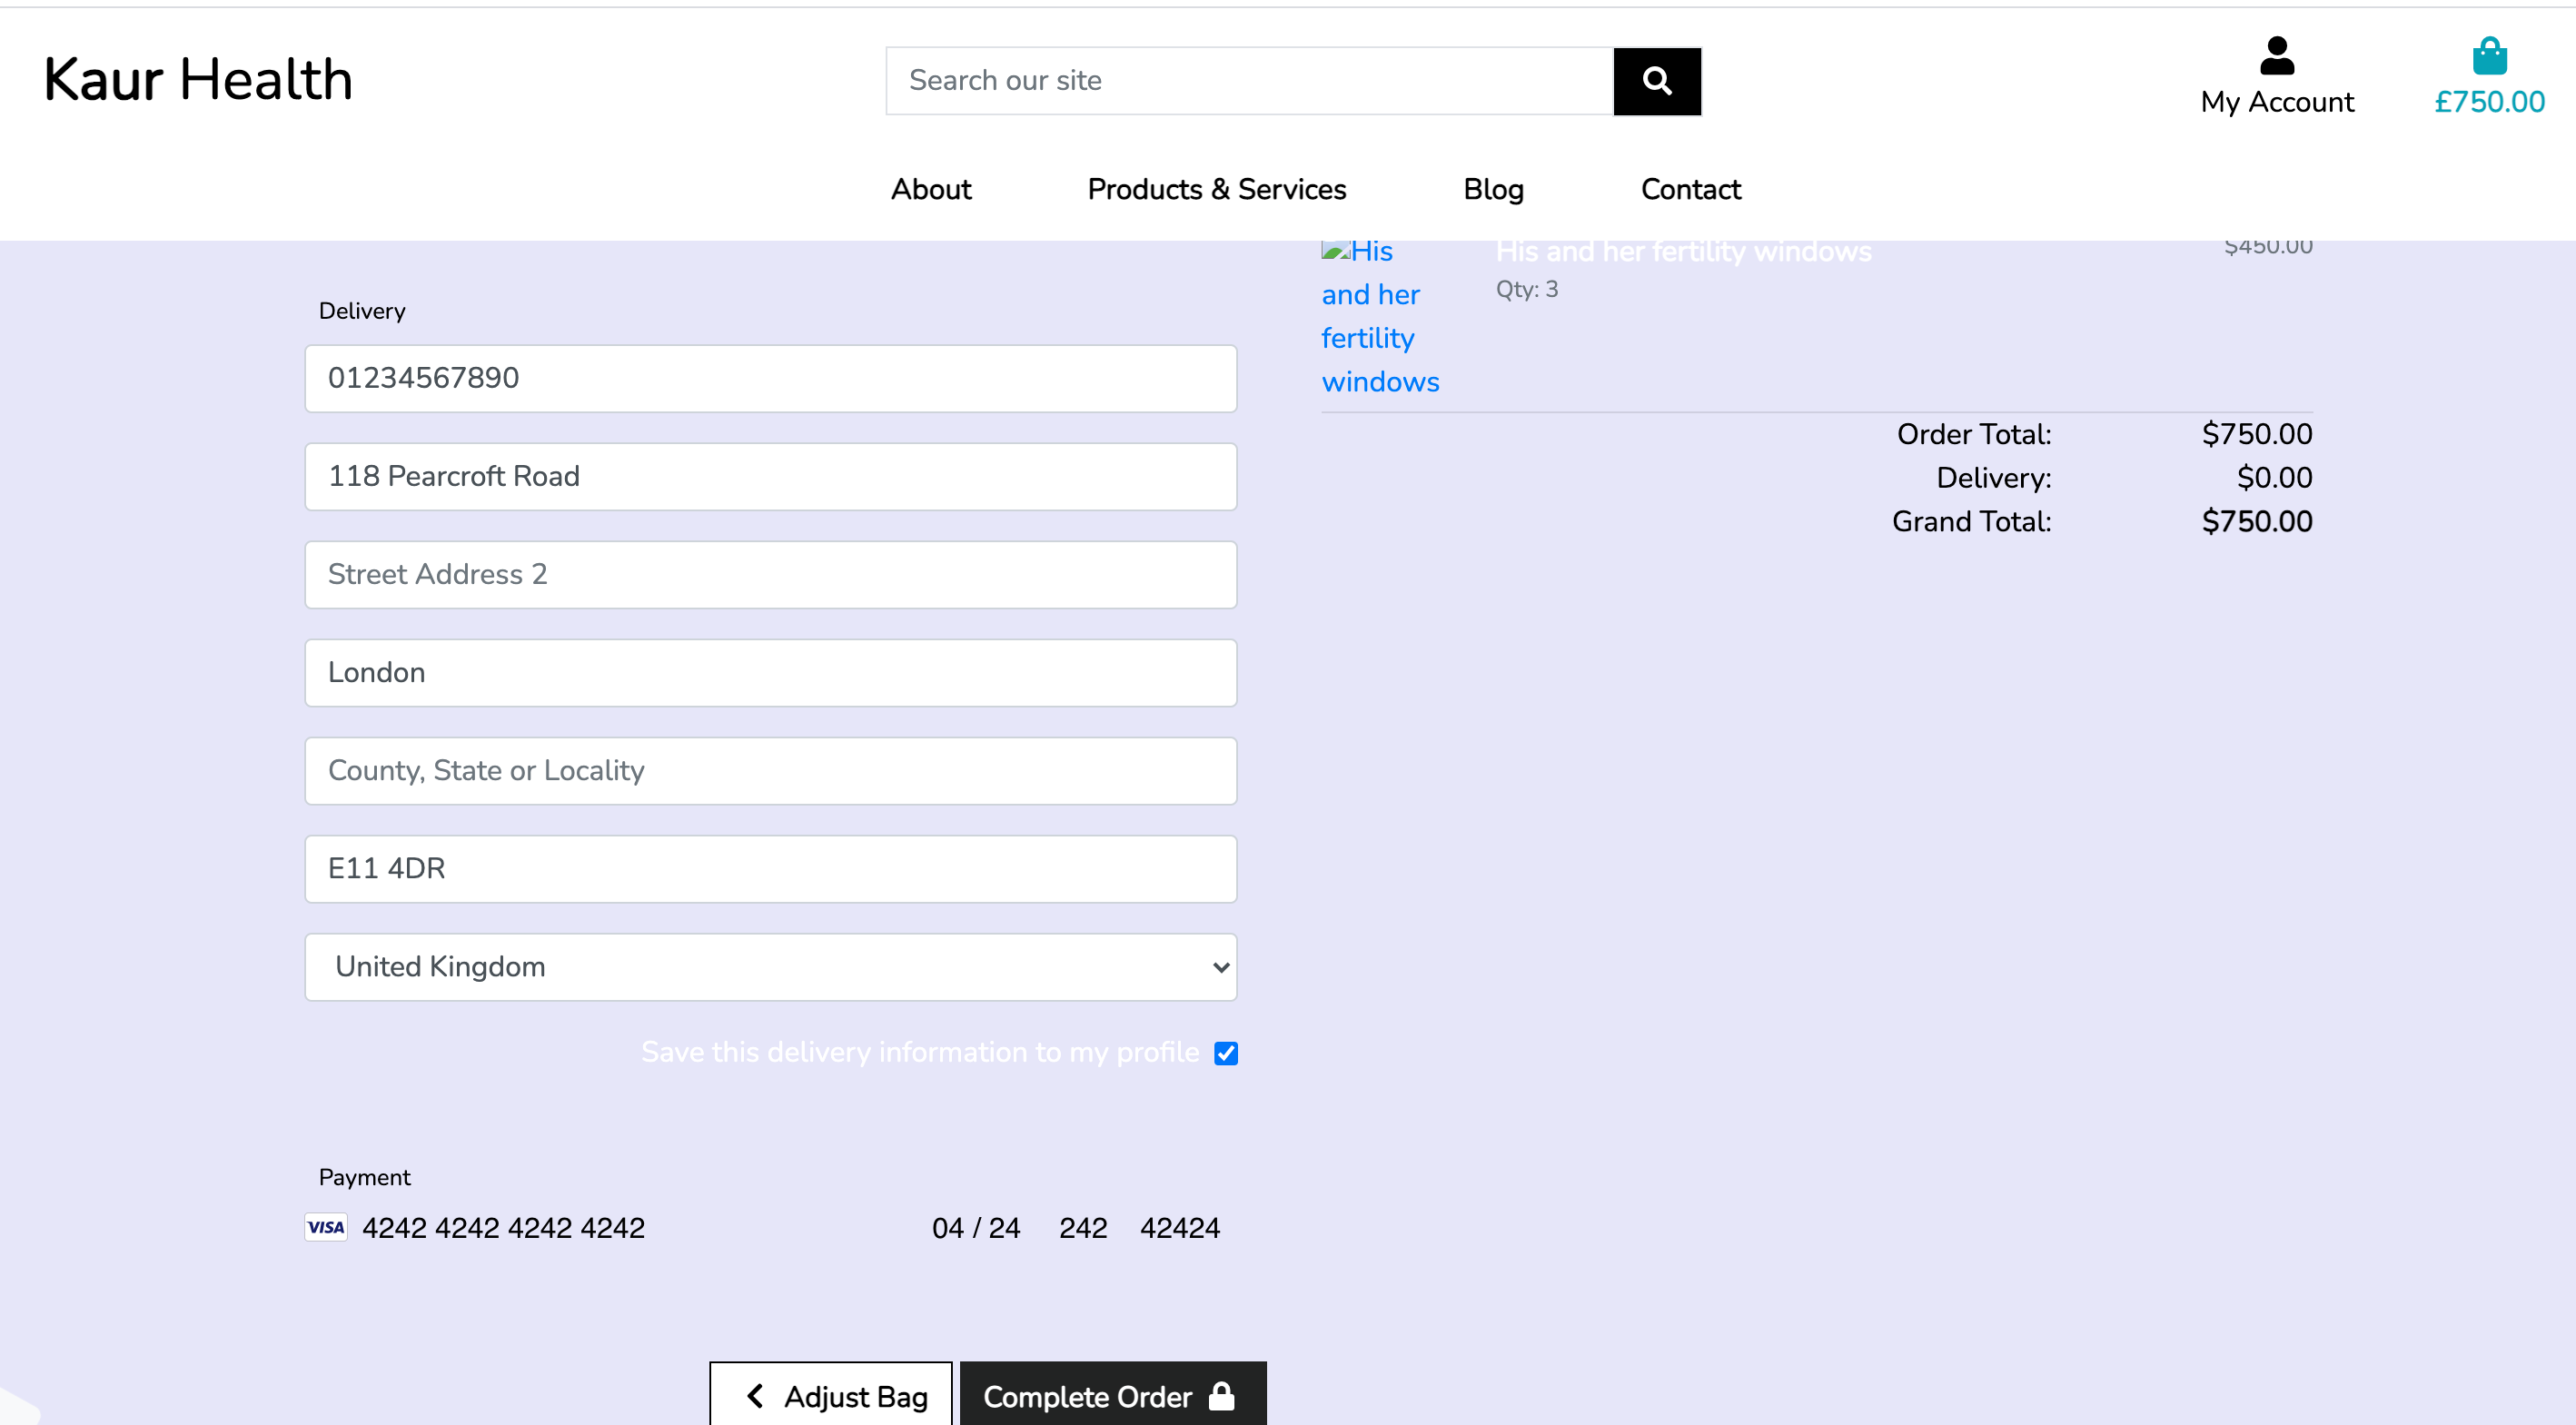 Kaur Health
Search our site
My Account
£750.00
About
Products & Services
Blog
Contact
Delivery
01234567890
118 Pearcroft Road
Street Address 2
London
County, State or Locality
E11 4DR
United Kingdom
Save this delivery information to my profile
Payment
VISA 4242 4242 4242 4242 04 / 24 242 42424
Adjust Bag
Complete Order
His
and her
fertility
windows
His and her fertility windows
Qty: 3
$450.00
Order Total: $750.00
Delivery: $0.00
Grand Total: $750.00